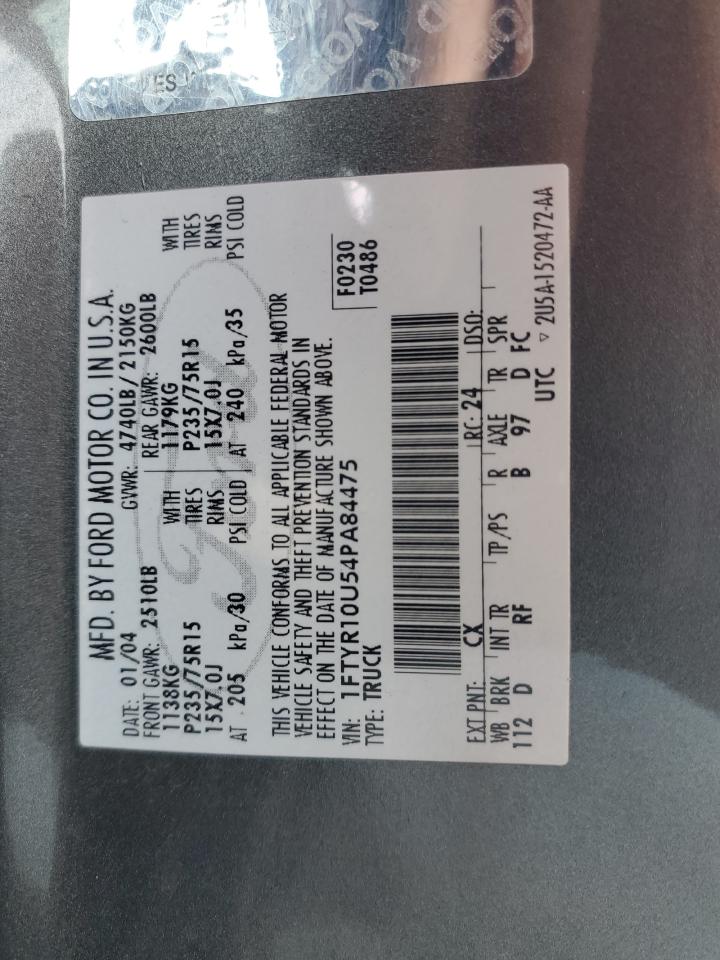 ES
MFD. BY FORD MOTOR CO. IN U.S.A.
DATE: 01/04 GVWR: 4740LB/ 2150KG
FRONT GAWR: 2510LB REAR GAWR: 2600LB
1138KG WITH 1179KG WITH
P235/75R15 TIRES P235/75R15 TIRES
15X7.0J RIMS 15X7.0J RIMS
AT 205 kPa/30 PSI COLD AT 240 kPa/35 PSI COLD
THIS VEHICLE CONFORMS TO ALL APPLICABLE FEDERAL MOTOR
VEHICLE SAFETY AND THEFT PREVENTION STANDARDS IN
EFFECT ON THE DATE OF MANUFACTURE SHOWN ABOVE.
VIN: 1FTYR10U54PA84475 F0230
TYPE: TRUCK T0486
EXT PNT: CX RC: 24 DSO:
WB BRK INT TR TP/PS R AXLE TR SPR
112 D RF B 97 D FC
UTC ▽ 2U5A-1520472-AA